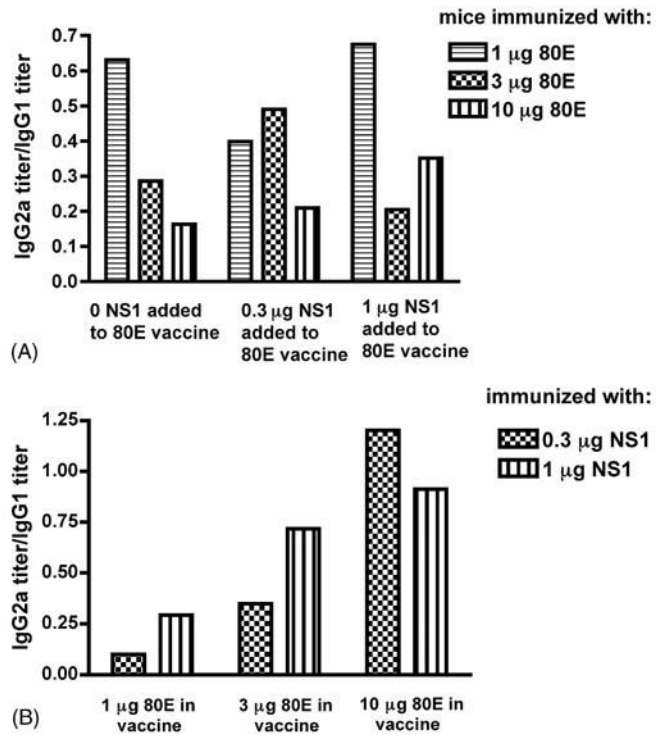 mice immunized with:
1 μg 80E
3 μg 80E
10 μg 80E
IgG2a titer/IgG1 titer
0.7
0.6
0.5
0.4
0.3
0.2
0.1
0.0
0 NS1 added
to 80E vaccine
0.3 μg NS1
added to
80E vaccine
1 μg NS1
added to
80E vaccine
(A)
immunized with:
0.3 μg NS1
1 μg NS1
IgG2a titer/IgG1 titer
1.25
1.00
0.75
0.50
0.25
0.00
1 μg 80E in
vaccine
3 μg 80E in
vaccine
10 μg 80E in
vaccine
(B)